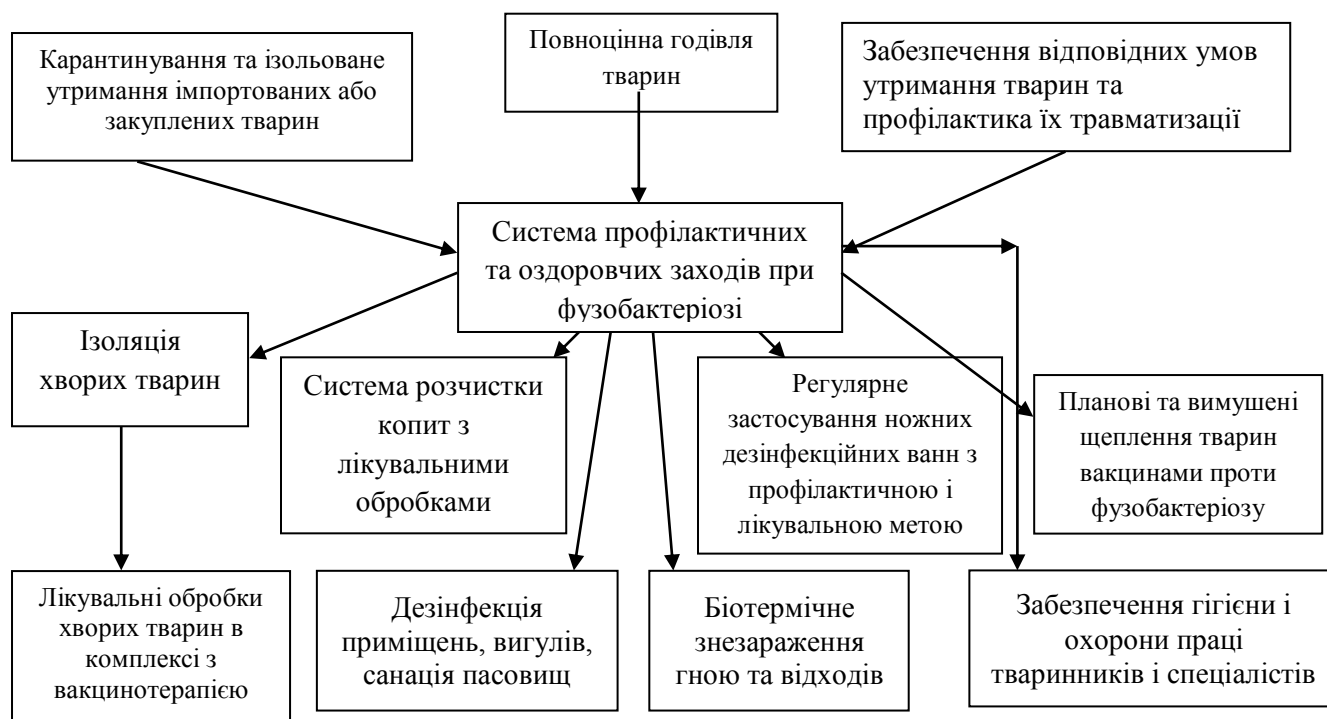 Карантинування та ізольоване
утримання імпортованих або
закуплених тварин
Повноцінна годівля
тварин
Забезпечення відповідних умов
утримання тварин та
профілактика їх травматизації
Система профілактичних
та оздоровчих заходів при
фузобактеріозі
Ізоляція
хворих тварин
Система розчистки
копит з
лікувальними
обробками
Регулярне
застосування ножних
дезінфекційних ванн з
профілактичною і
лікувальною метою
Планові та вимушені
щеплення тварин
вакцинами проти
фузобактеріозу
Лікувальні обробки
хворих тварин в
комплексі з
вакцинотерапією
Дезінфекція
приміщень, вигулів,
санація пасовищ
Біотермічне
знезараження
гною та відходів
Забезпечення гігієни і
охорони праці
тваринників і спеціалістів